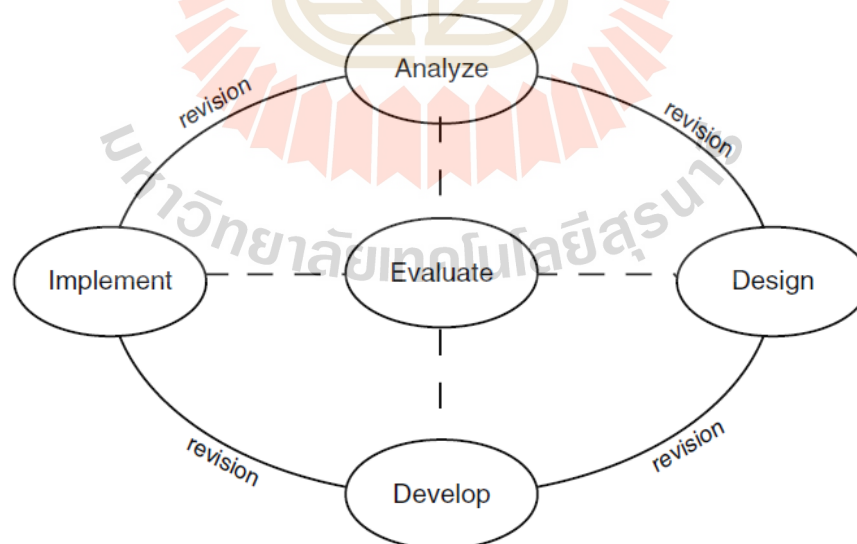 Analyze
revision
revision
มหาวิทยาลัยเทคโนโลยีสุรนารี
Implement
Evaluate
Design
revision
revision
Develop